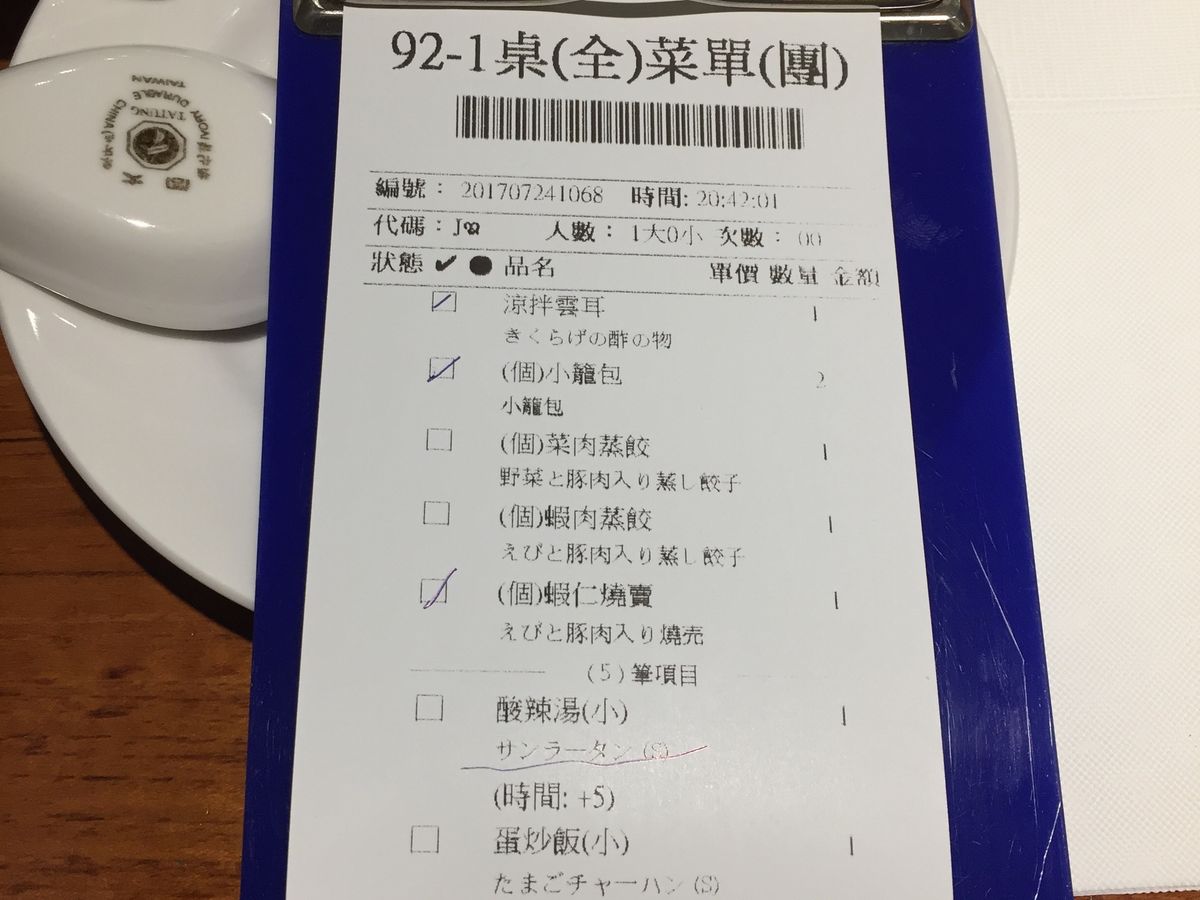 92-1桌(全)菜單(團)
編號： 201707241068 時間: 20:42:01
代碼：J 人數： 1大0小 次數： 00
狀態 ✔ ● 品名 單價 數量 金額
涼拌雲耳 1
きくらげの酢の物
(個)小籠包 2
小籠包
(個)菜肉蒸餃 1
野菜と豚肉入り蒸し餃子
(個)蝦肉蒸餃 1
えびと豚肉入り蒸し餃子
(個)蝦仁燒賣 1
えびと豚肉入り燒売
(5)筆項目
酸辣湯(小) 1
サンラータン (S)
(時間: +5)
蛋炒飯(小) 1
たまごチャーハン (S)
TATUNG
IVORY DURABLE CHINA
TAIWAN